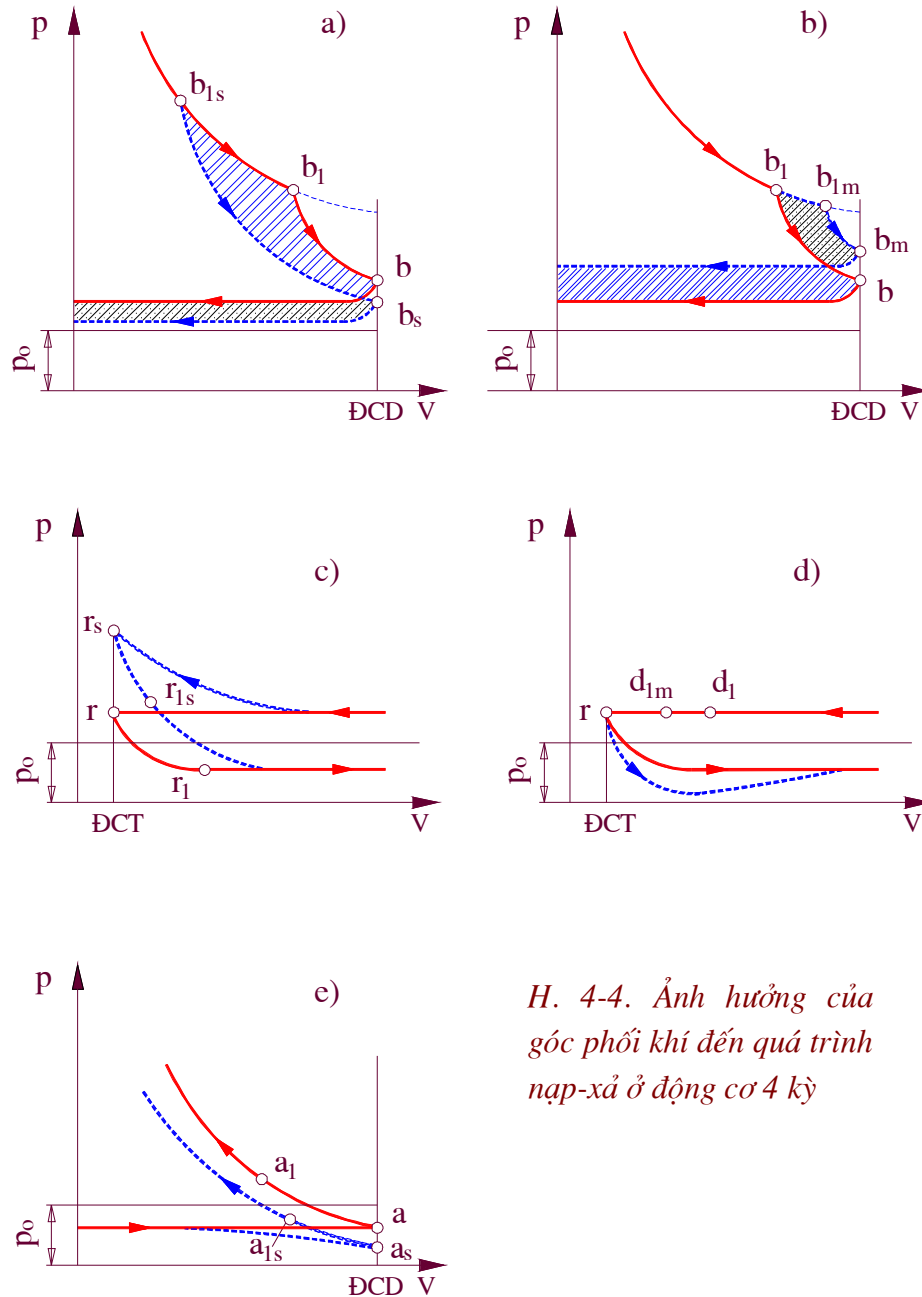 p
a)
b1s
b1
b
bs
po
ĐCD V
p
b)
b1
b1m
bm
b
po
ĐCD V
p
c)
rs
r1s
r
po
r1
ĐCT
V
p
d)
d1m
d1
r
po
ĐCT
V
p
e)
a1
a
po
a1s
as
ĐCD V
H. 4-4. Ảnh hưởng của
góc phối khí đến quá trình
nạp-xả ở động cơ 4 kỳ